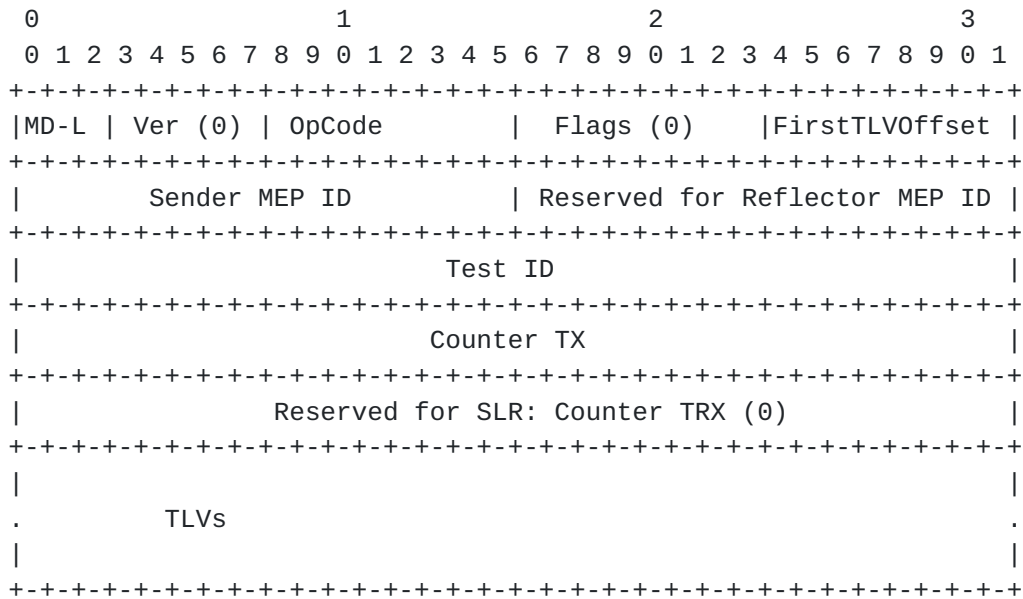 0                   1                   2                   3
 0 1 2 3 4 5 6 7 8 9 0 1 2 3 4 5 6 7 8 9 0 1 2 3 4 5 6 7 8 9 0 1
+-+-+-+-+-+-+-+-+-+-+-+-+-+-+-+-+-+-+-+-+-+-+-+-+-+-+-+-+-+-+-+-+
|MD-L | Ver (0) | OpCode        |  Flags (0)    |FirstTLVOffset |
+-+-+-+-+-+-+-+-+-+-+-+-+-+-+-+-+-+-+-+-+-+-+-+-+-+-+-+-+-+-+-+-+
|        Sender MEP ID          | Reserved for Reflector MEP ID |
+-+-+-+-+-+-+-+-+-+-+-+-+-+-+-+-+-+-+-+-+-+-+-+-+-+-+-+-+-+-+-+-+
|                           Test ID                             |
+-+-+-+-+-+-+-+-+-+-+-+-+-+-+-+-+-+-+-+-+-+-+-+-+-+-+-+-+-+-+-+-+
|                          Counter TX                           |
+-+-+-+-+-+-+-+-+-+-+-+-+-+-+-+-+-+-+-+-+-+-+-+-+-+-+-+-+-+-+-+-+
|                Reserved for SLR: Counter TRX (0)              |
+-+-+-+-+-+-+-+-+-+-+-+-+-+-+-+-+-+-+-+-+-+-+-+-+-+-+-+-+-+-+-+-+
|                                                               |
.         TLVs                                                  .
|                                                               |
+-+-+-+-+-+-+-+-+-+-+-+-+-+-+-+-+-+-+-+-+-+-+-+-+-+-+-+-+-+-+-+-+